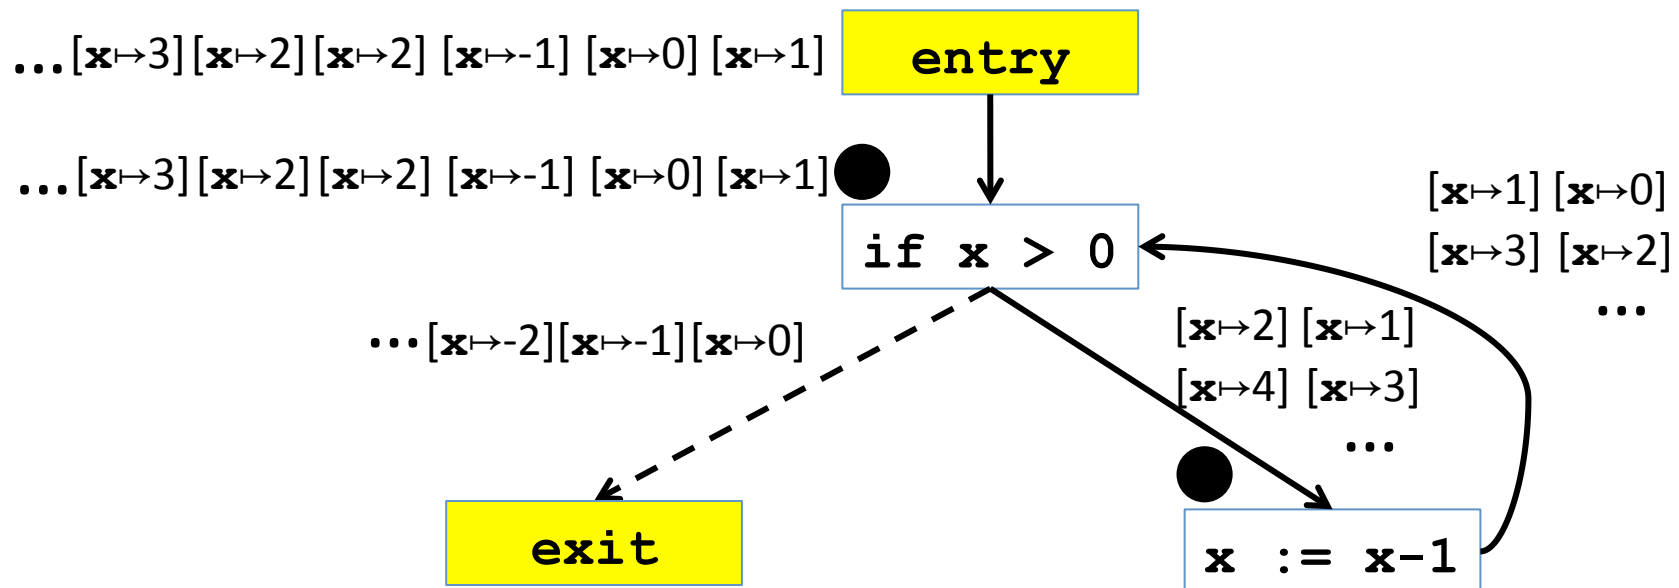 ...[x↦3][x↦2][x↦2] [x↦-1] [x↦0] [x↦1]
entry
...[x↦3][x↦2][x↦2] [x↦-1] [x↦0] [x↦1]
[x↦1] [x↦0]
if x > 0
[x↦3] [x↦2]
...
...[x↦-2][x↦-1][x↦0]
[x↦2] [x↦1]
[x↦4] [x↦3]
...
exit
x := x-1